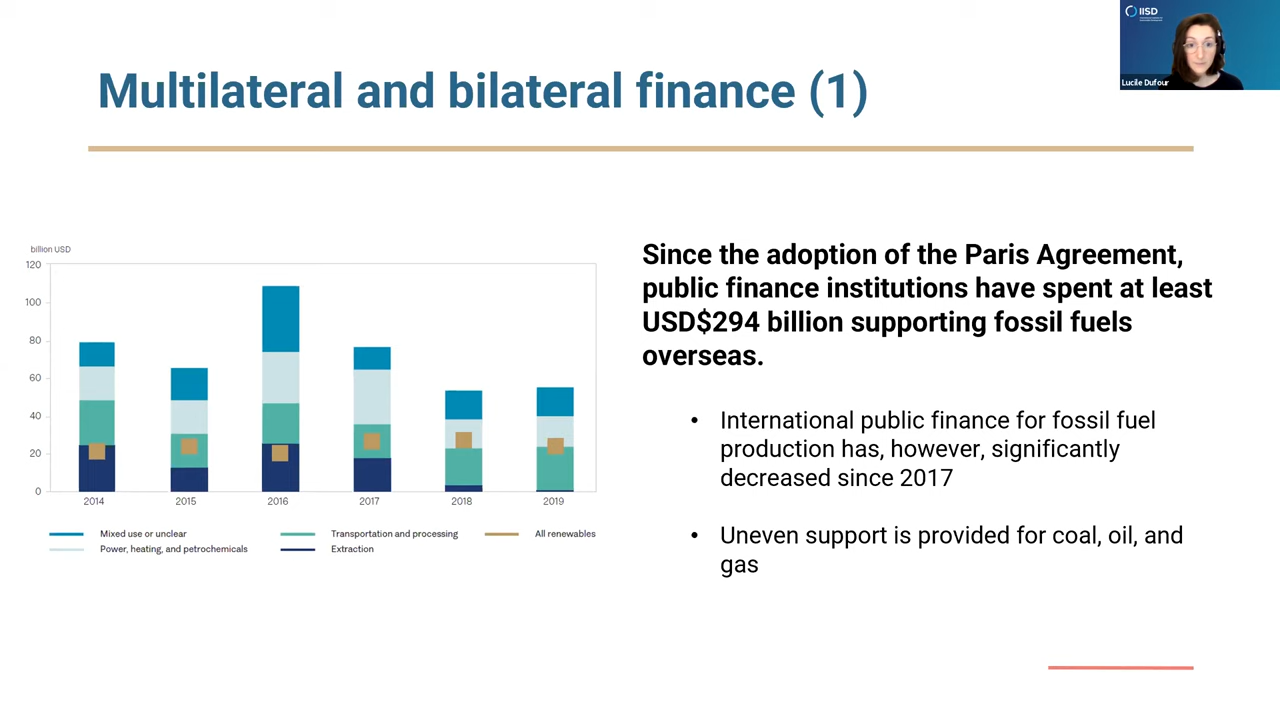 IISD
Lucile Dufour
Multilateral and bilateral finance (1)
billion USD
120
100
80
60
40
20
0
2014 2015 2016 2017 2018 2019
Mixed use or unclear
Transportation and processing
All renewables
Power, heating, and petrochemicals
Extraction
Since the adoption of the Paris Agreement,
public finance institutions have spent at least
USD$294 billion supporting fossil fuels
overseas.
• International public finance for fossil fuel
production has, however, significantly
decreased since 2017
• Uneven support is provided for coal, oil, and
gas